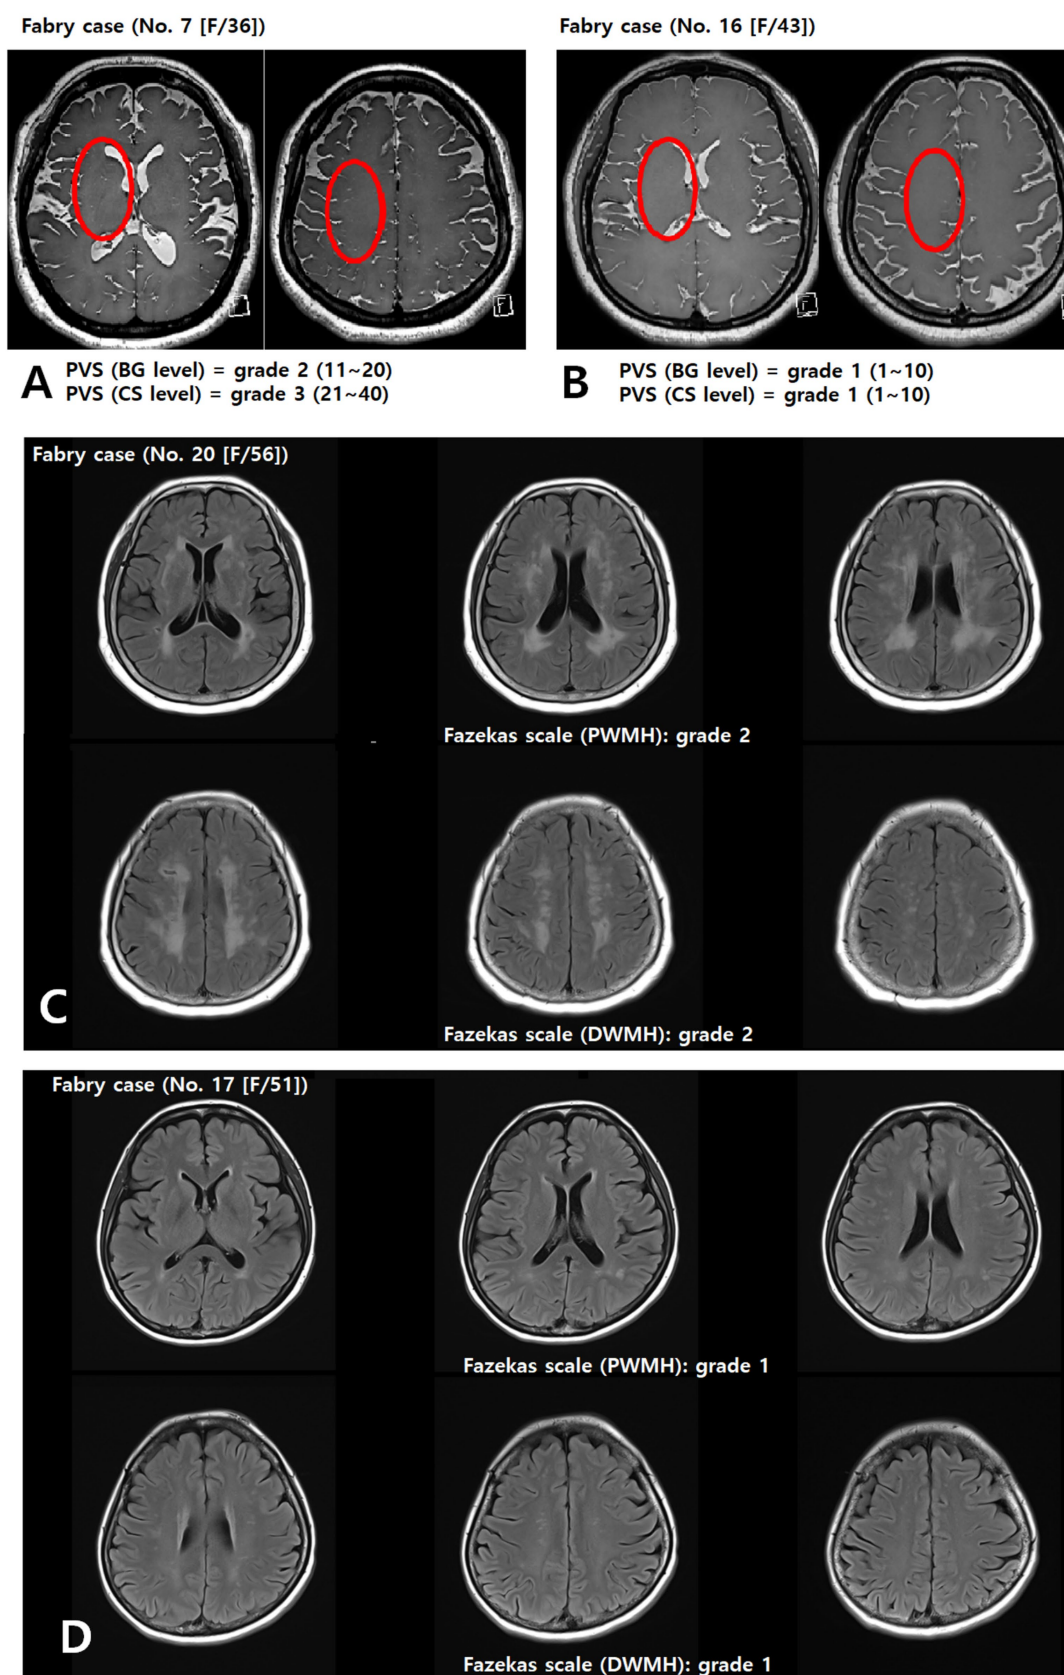 Fabry case (No. 7 [F/36])
Fabry case (No. 16 [F/43])
A
PVS (BG level) = grade 2 (11~20)
PVS (CS level) = grade 3 (21~40)
B
PVS (BG level) = grade 1 (1~10)
PVS (CS level) = grade 1 (1~10)
Fabry case (No. 20 [F/56])
Fazekas scale (PWMH): grade 2
C
Fazekas scale (DWMH): grade 2
Fabry case (No. 17 [F/51])
Fazekas scale (PWMH): grade 1
D
Fazekas scale (DWMH): grade 1